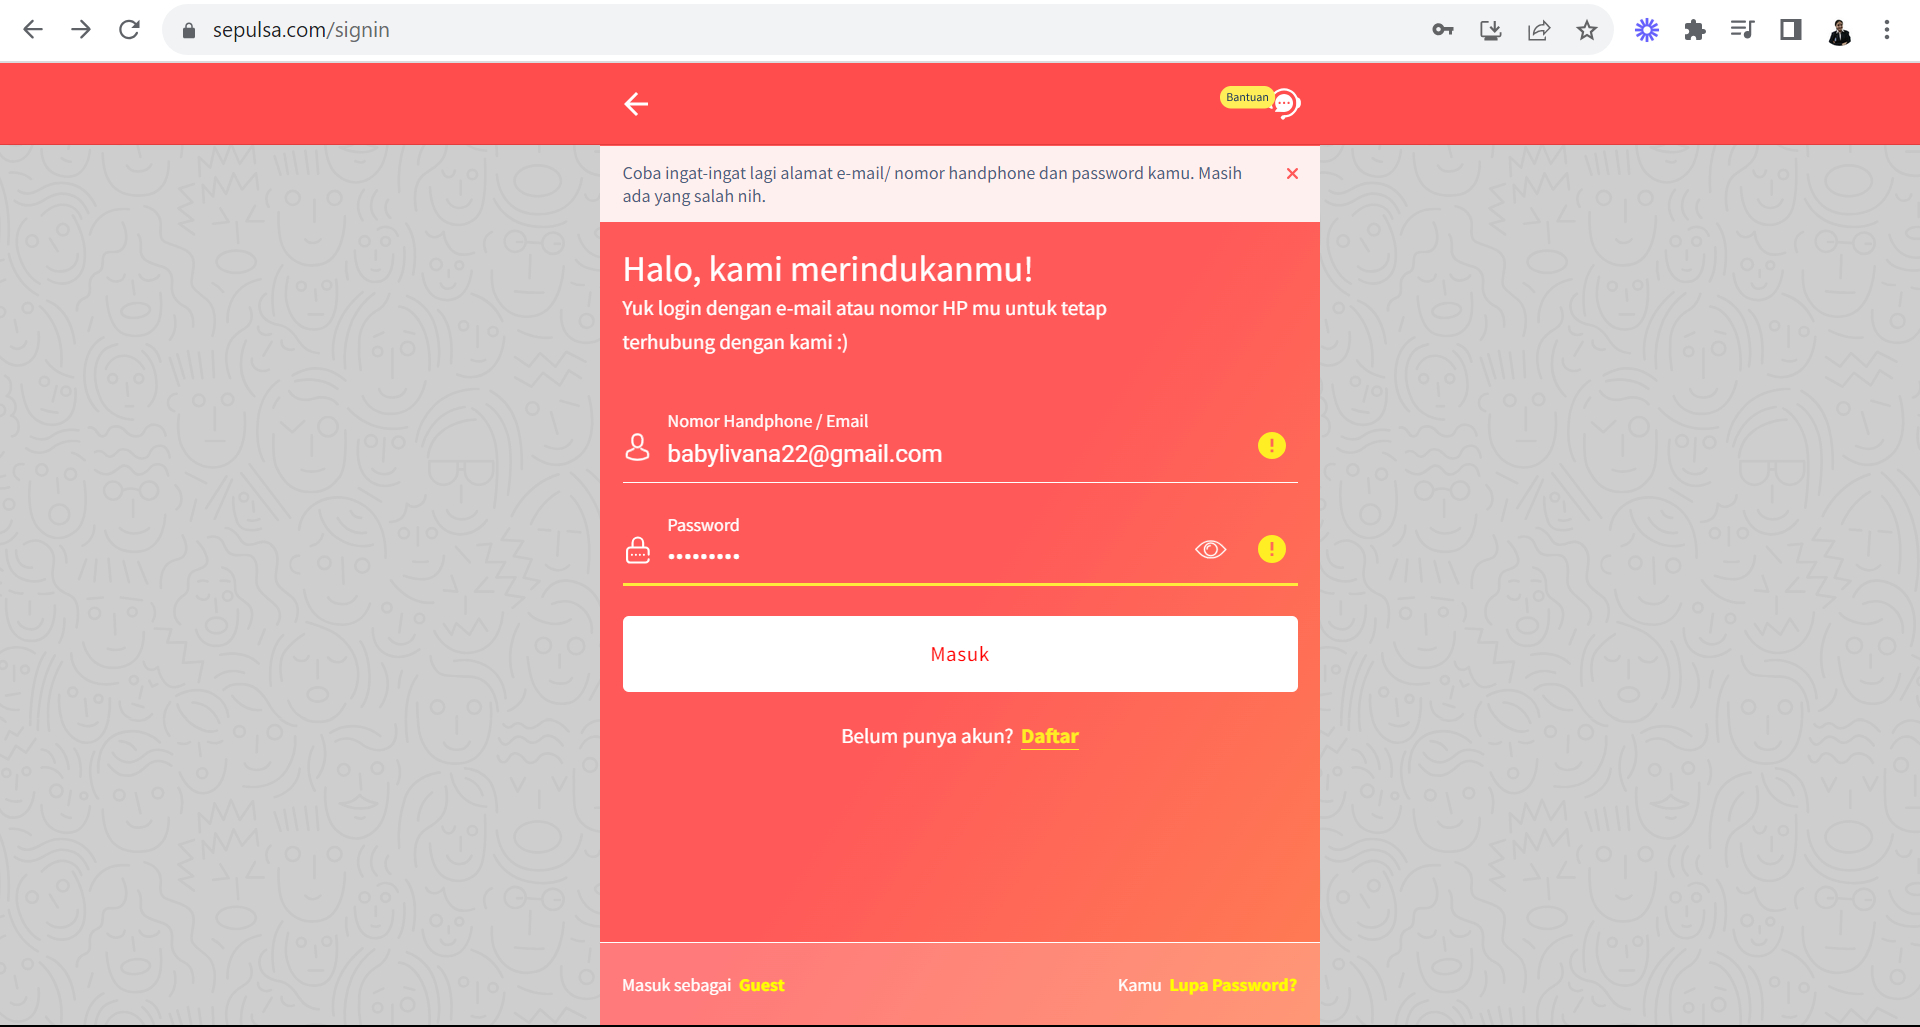 sepulsa.com/signin
Bantuan
Coba ingat-ingat lagi alamat e-mail/ nomor handphone dan password kamu. Masih
ada yang salah nih.
Halo, kami merindukanmu!
Yuk login dengan e-mail atau nomor HP mu untuk tetap
terhubung dengan kami :)
Nomor Handphone / Email
babylivana22@gmail.com
Password
•••••••••
Masuk
Belum punya akun? Daftar
Masuk sebagai Guest
Kamu Lupa Password?